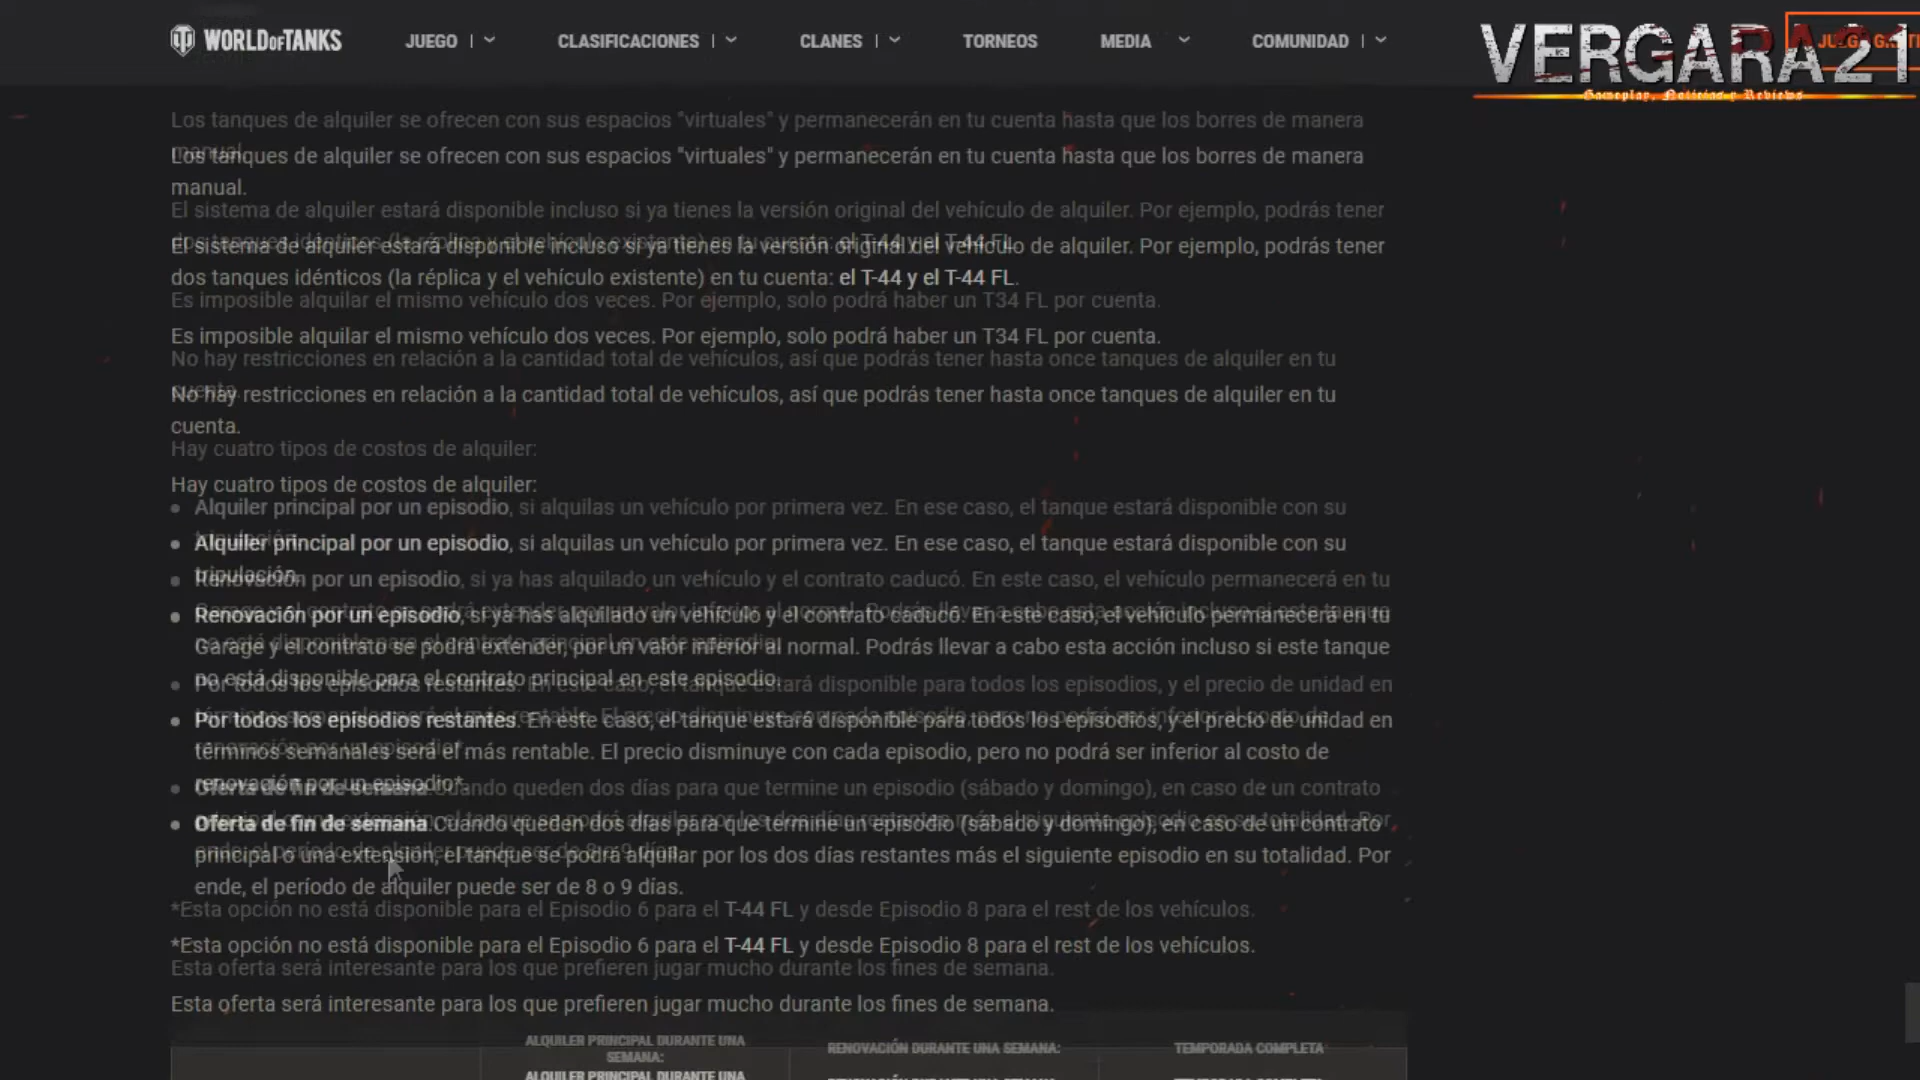 WORLD OF TANKS
JUEGO
CLASIFICACIONES
CLANES
TORNEOS
MEDIA
COMUNIDAD
VERGARA21
Gameplay, Noticias y Reviews
Los tanques de alquiler se ofrecen con sus espacios "virtuales" y permanecerán en tu cuenta hasta que los borres de manera
manual.
El sistema de alquiler estará disponible incluso si ya tienes la versión original del vehículo de alquiler. Por ejemplo, podrás tener
dos tanques idénticos (la réplica y el vehículo existente) en tu cuenta: el T-44 y el T-44 FL.
Es imposible alquilar el mismo vehículo dos veces. Por ejemplo, solo podrá haber un T34 FL por cuenta.
No hay restricciones en relación a la cantidad total de vehículos, así que podrás tener hasta once tanques de alquiler en tu
cuenta.
Hay cuatro tipos de costos de alquiler:
Alquiler principal por un episodio, si alquilas un vehículo por primera vez. En ese caso, el tanque estará disponible con su
tripulación.
Renovación por un episodio, si ya has alquilado un vehículo y el contrato caducó. En este caso, el vehículo permanecerá en tu
Garage y el contrato se podrá extender, por un valor inferior al normal. Podrás llevar a cabo esta acción incluso si este tanque
no está disponible para el contrato principal en este episodio.
Por todos los episodios restantes. En este caso, el tanque estará disponible para todos los episodios, y el precio de unidad en
términos semanales será el más rentable. El precio disminuye con cada episodio, pero no podrá ser inferior al costo de
renovación por un episodio*.
Oferta de fin de semana. Cuando queden dos días para que termine un episodio (sábado y domingo), en caso de un contrato
principal o una extensión, el tanque se podrá alquilar por los dos días restantes más el siguiente episodio en su totalidad. Por
ende, el período de alquiler puede ser de 8 o 9 días.
*Esta opción no está disponible para el Episodio 6 para el T-44 FL y desde Episodio 8 para el rest de los vehículos.
Esta oferta será interesante para los que prefieren jugar mucho durante los fines de semana.
ALQUILER PRINCIPAL DURANTE UNA
SEMANA:
RENOVACIÓN DURANTE UNA SEMANA:
TEMPORADA COMPLETA